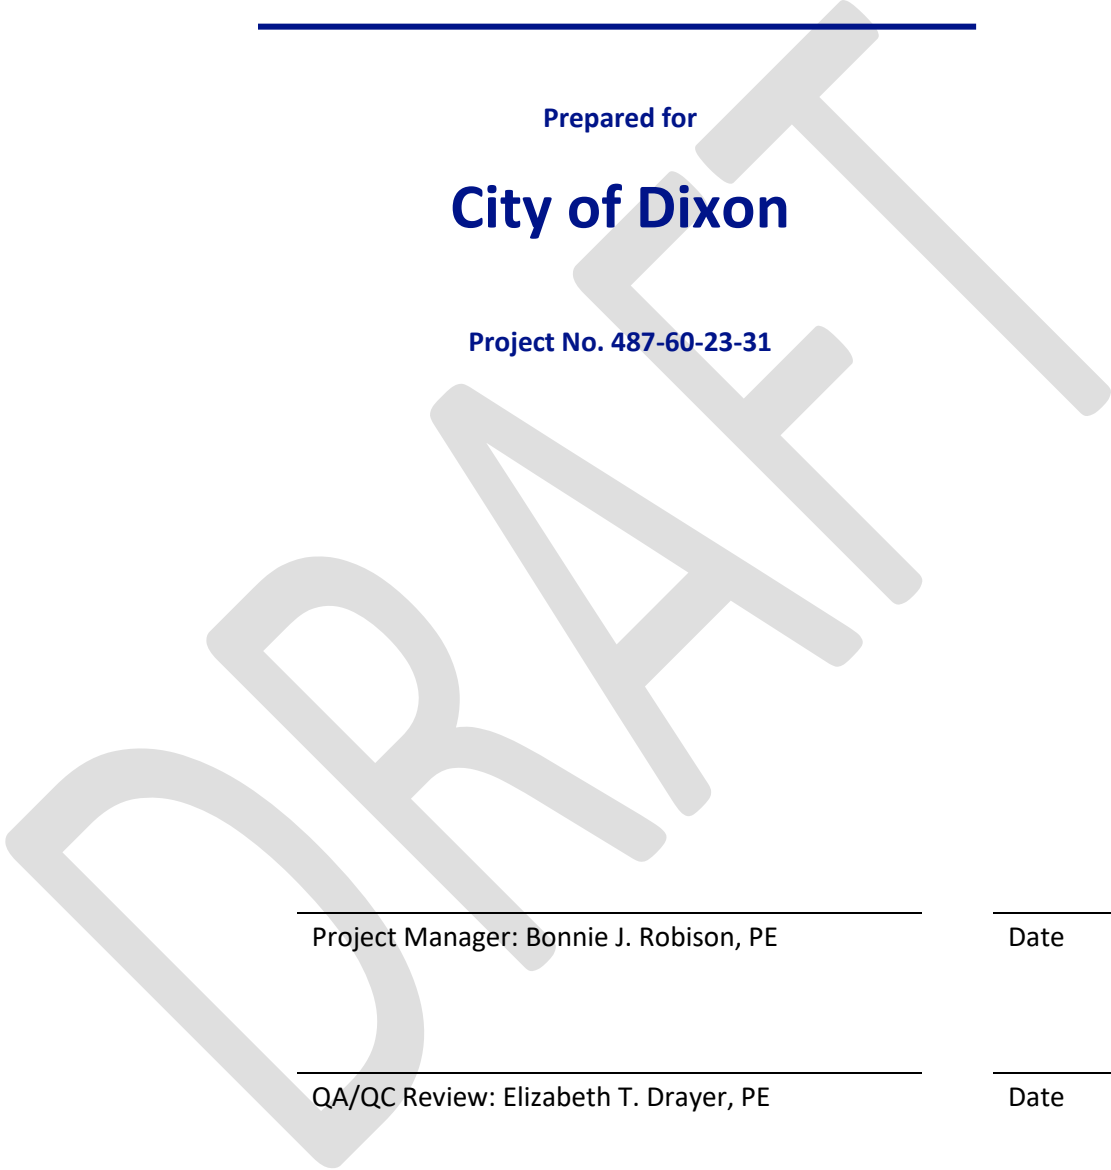 Prepared for
City of Dixon
Project No. 487-60-23-31
DRAFT
Project Manager: Bonnie J. Robison, PE Date
QA/QC Review: Elizabeth T. Drayer, PE Date